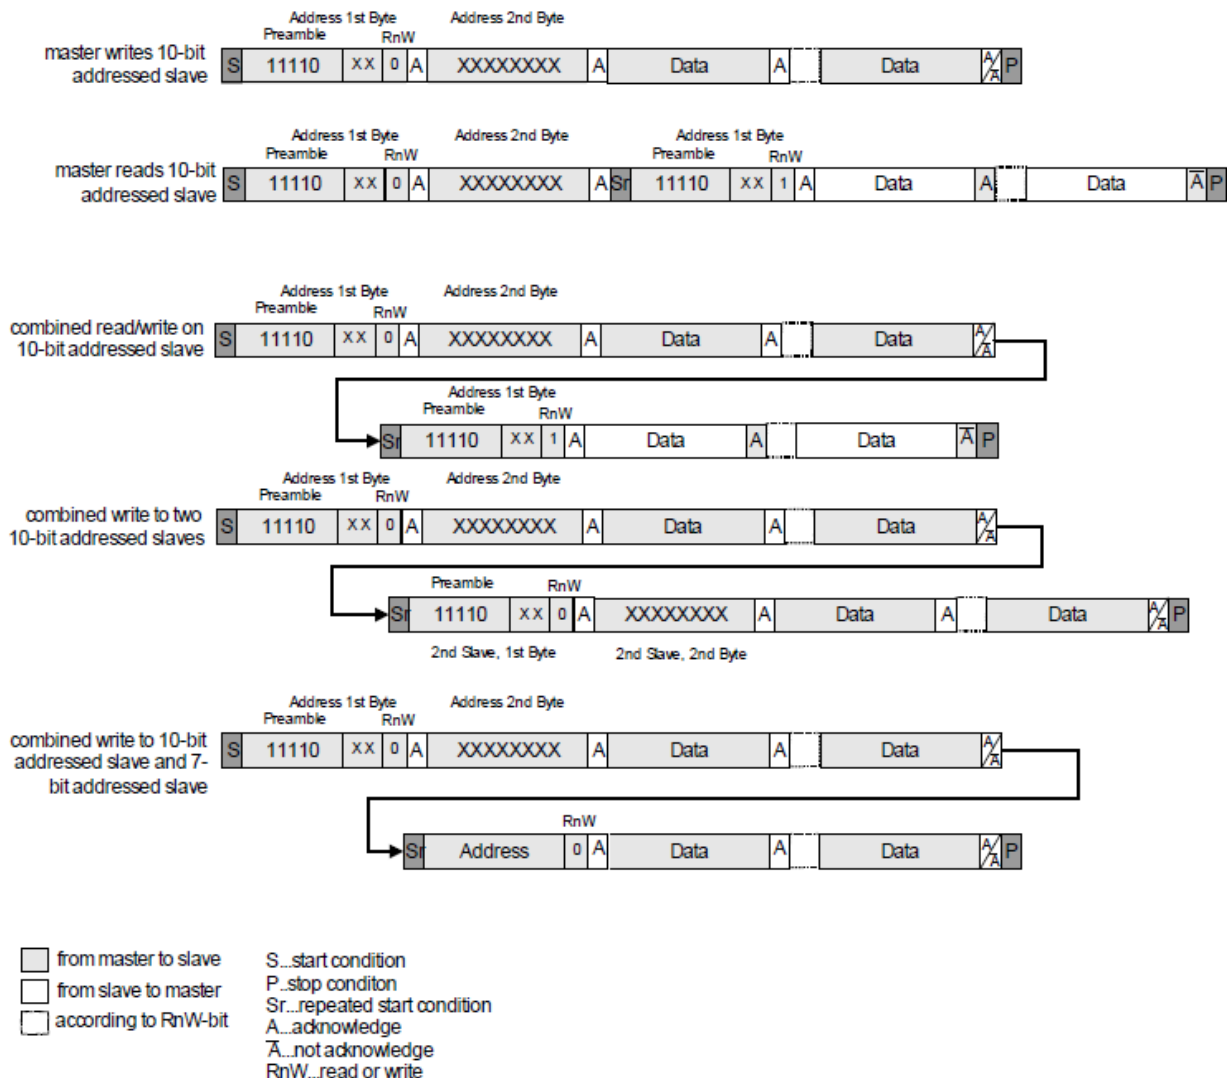 Address 1st Byte Address 2nd Byte
Preamble RnW
master writes 10-bit
addressed slave
S 11110 XX 0 A XXXXXXXX A Data A Data A/A̅ P
Address 1st Byte Address 2nd Byte Address 1st Byte
Preamble RnW Preamble RnW
master reads 10-bit
addressed slave
S 11110 XX 0 A XXXXXXXX A Sr 11110 XX 1 A Data A Data A̅ P
Address 1st Byte Address 2nd Byte
Preamble RnW
combined read/write on
10-bit addressed slave
S 11110 XX 0 A XXXXXXXX A Data A Data A/A̅
Address 1st Byte
Preamble RnW
Sr 11110 XX 1 A Data A Data A̅ P
Address 1st Byte Address 2nd Byte
Preamble RnW
combined write to two
10-bit addressed slaves
S 11110 XX 0 A XXXXXXXX A Data A Data A/A̅
Preamble RnW
Sr 11110 XX 0 A XXXXXXXX A Data A Data A/A̅ P
2nd Slave, 1st Byte 2nd Slave, 2nd Byte
Address 1st Byte Address 2nd Byte
Preamble RnW
combined write to 10-bit
addressed slave and 7-
bit addressed slave
S 11110 XX 0 A XXXXXXXX A Data A Data A/A̅
RnW
Sr Address 0 A Data A Data A/A̅ P
from master to slave
from slave to master
according to RnW-bit
S...start condition
P..stop conditon
Sr...repeated start condition
A...acknowledge
A̅...not acknowledge
RnW...read or write